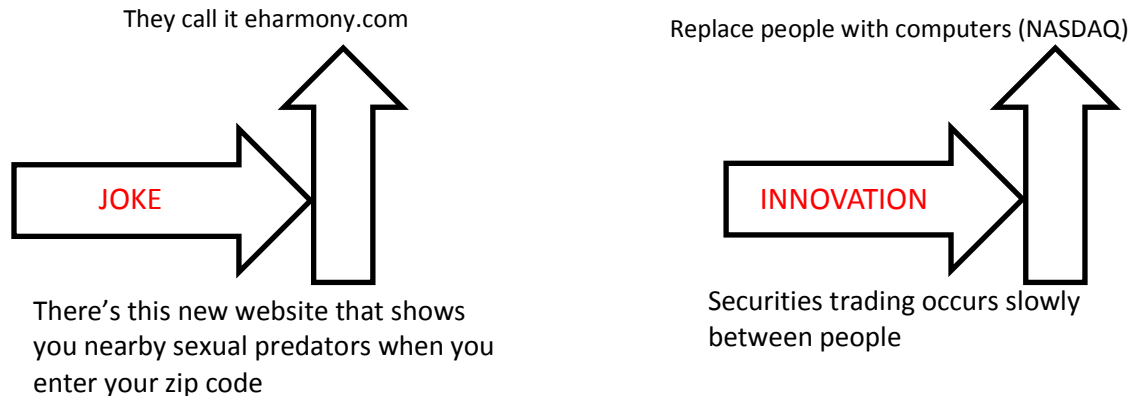 They call it eharmony.com
JOKE
There’s this new website that shows
you nearby sexual predators when you
enter your zip code
Replace people with computers (NASDAQ)
INNOVATION
Securities trading occurs slowly
between people